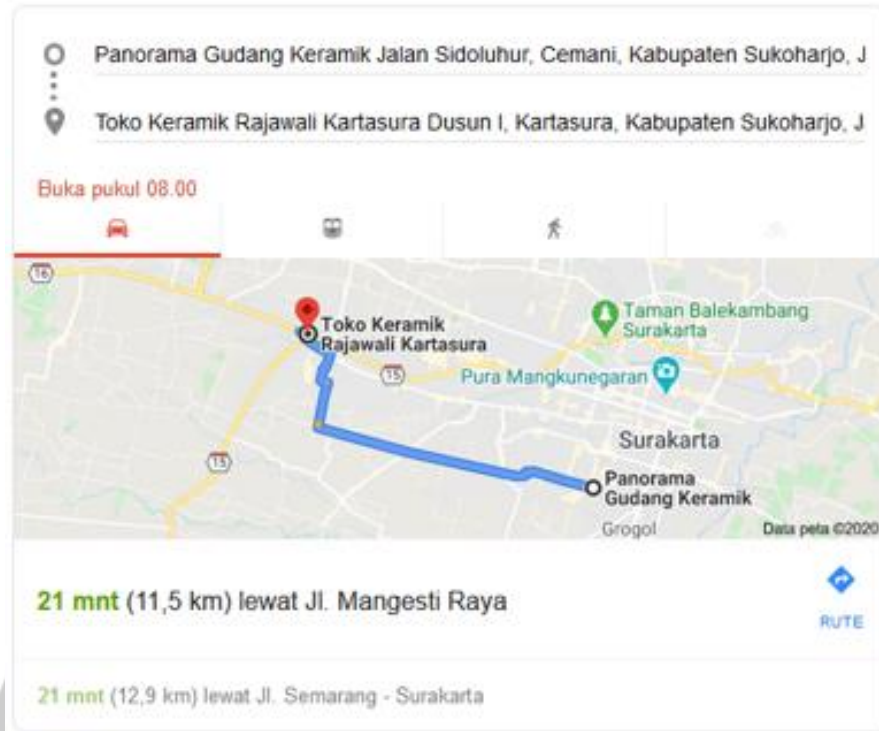 Panorama Gudang Keramik Jalan Sidoluhur, Cemani, Kabupaten Sukoharjo, J
Toko Keramik Rajawali Kartasura Dusun I, Kartasura, Kabupaten Sukoharjo, J
Buka pukul 08.00
16
Toko Keramik
Rajawali Kartasura
Taman Balekambang
Surakarta
15
Pura Mangkunegaran
Surakarta
15
Panorama
Gudang Keramik
Grogol
Data peta ©2020
21 mnt (11,5 km) lewat Jl. Mangesti Raya
RUTE
21 mnt (12,9 km) lewat Jl. Semarang - Surakarta